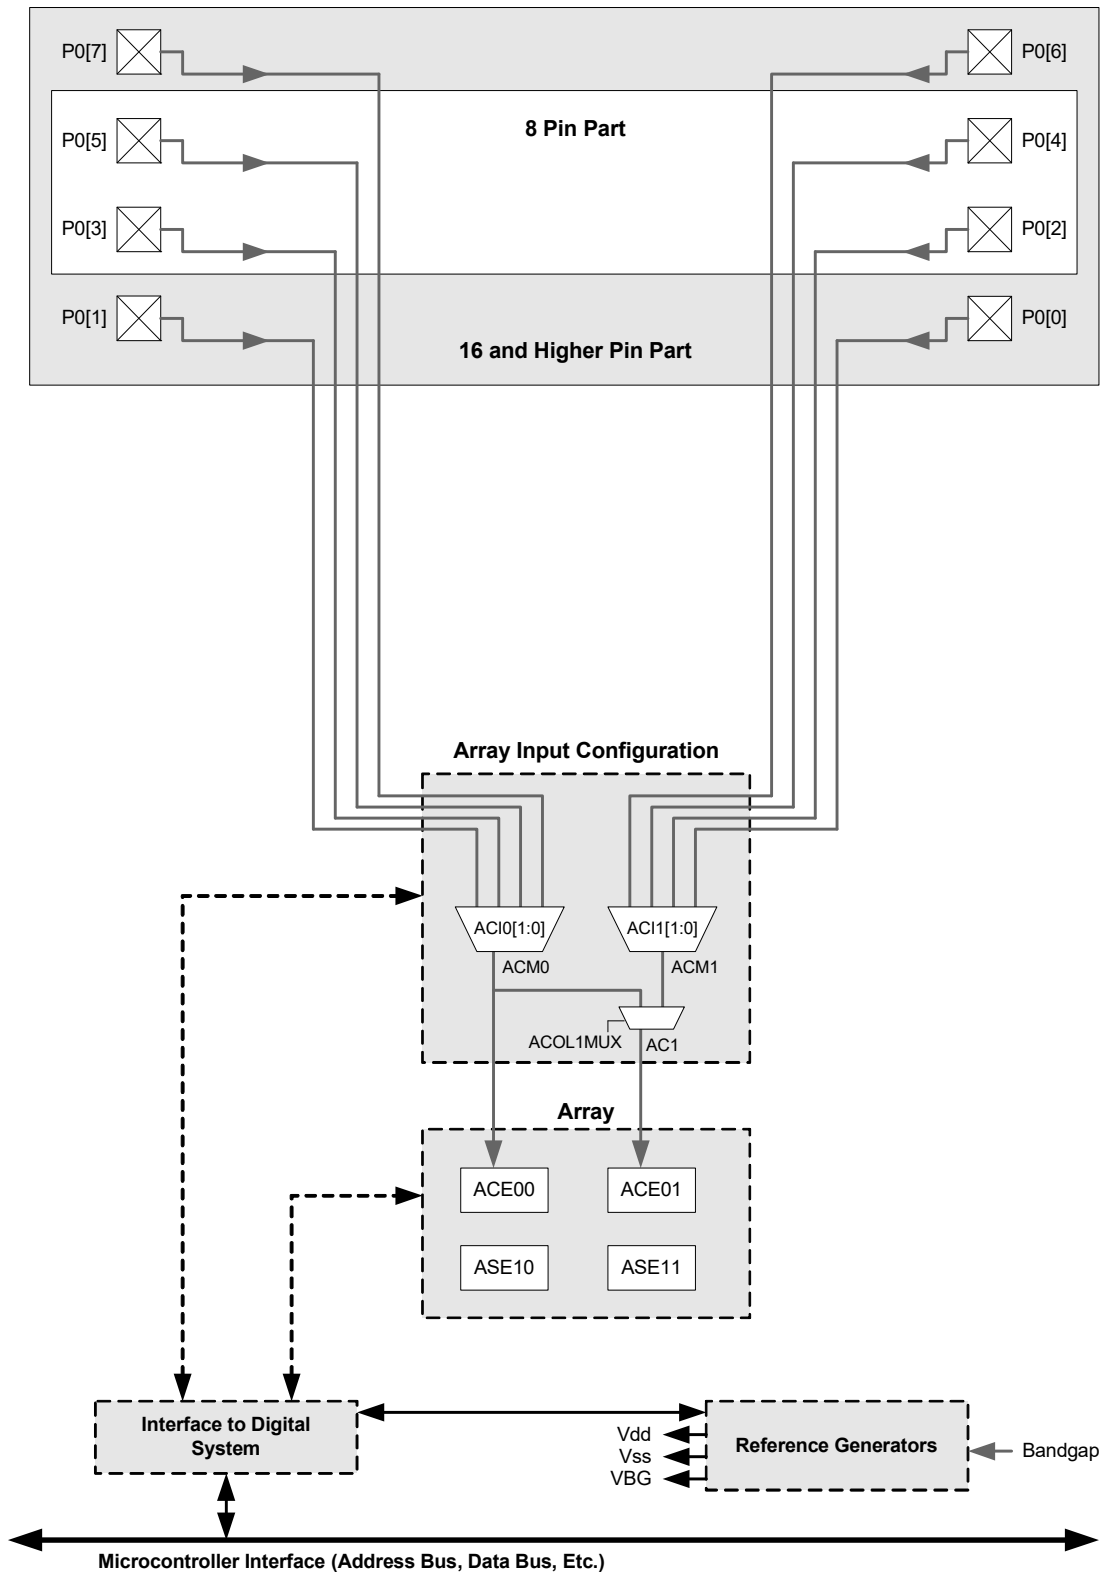 P0[7]
P0[6]
8 Pin Part
P0[5]
P0[4]
P0[3]
P0[2]
P0[1]
P0[0]
16 and Higher Pin Part
Array Input Configuration
ACI0[1:0]
ACI1[1:0]
ACM0
ACM1
ACOL1MUX
AC1
Array
ACE00
ACE01
ASE10
ASE11
Interface to Digital
System
Vdd
Vss
VBG
Reference Generators
Bandgap
Microcontroller Interface (Address Bus, Data Bus, Etc.)